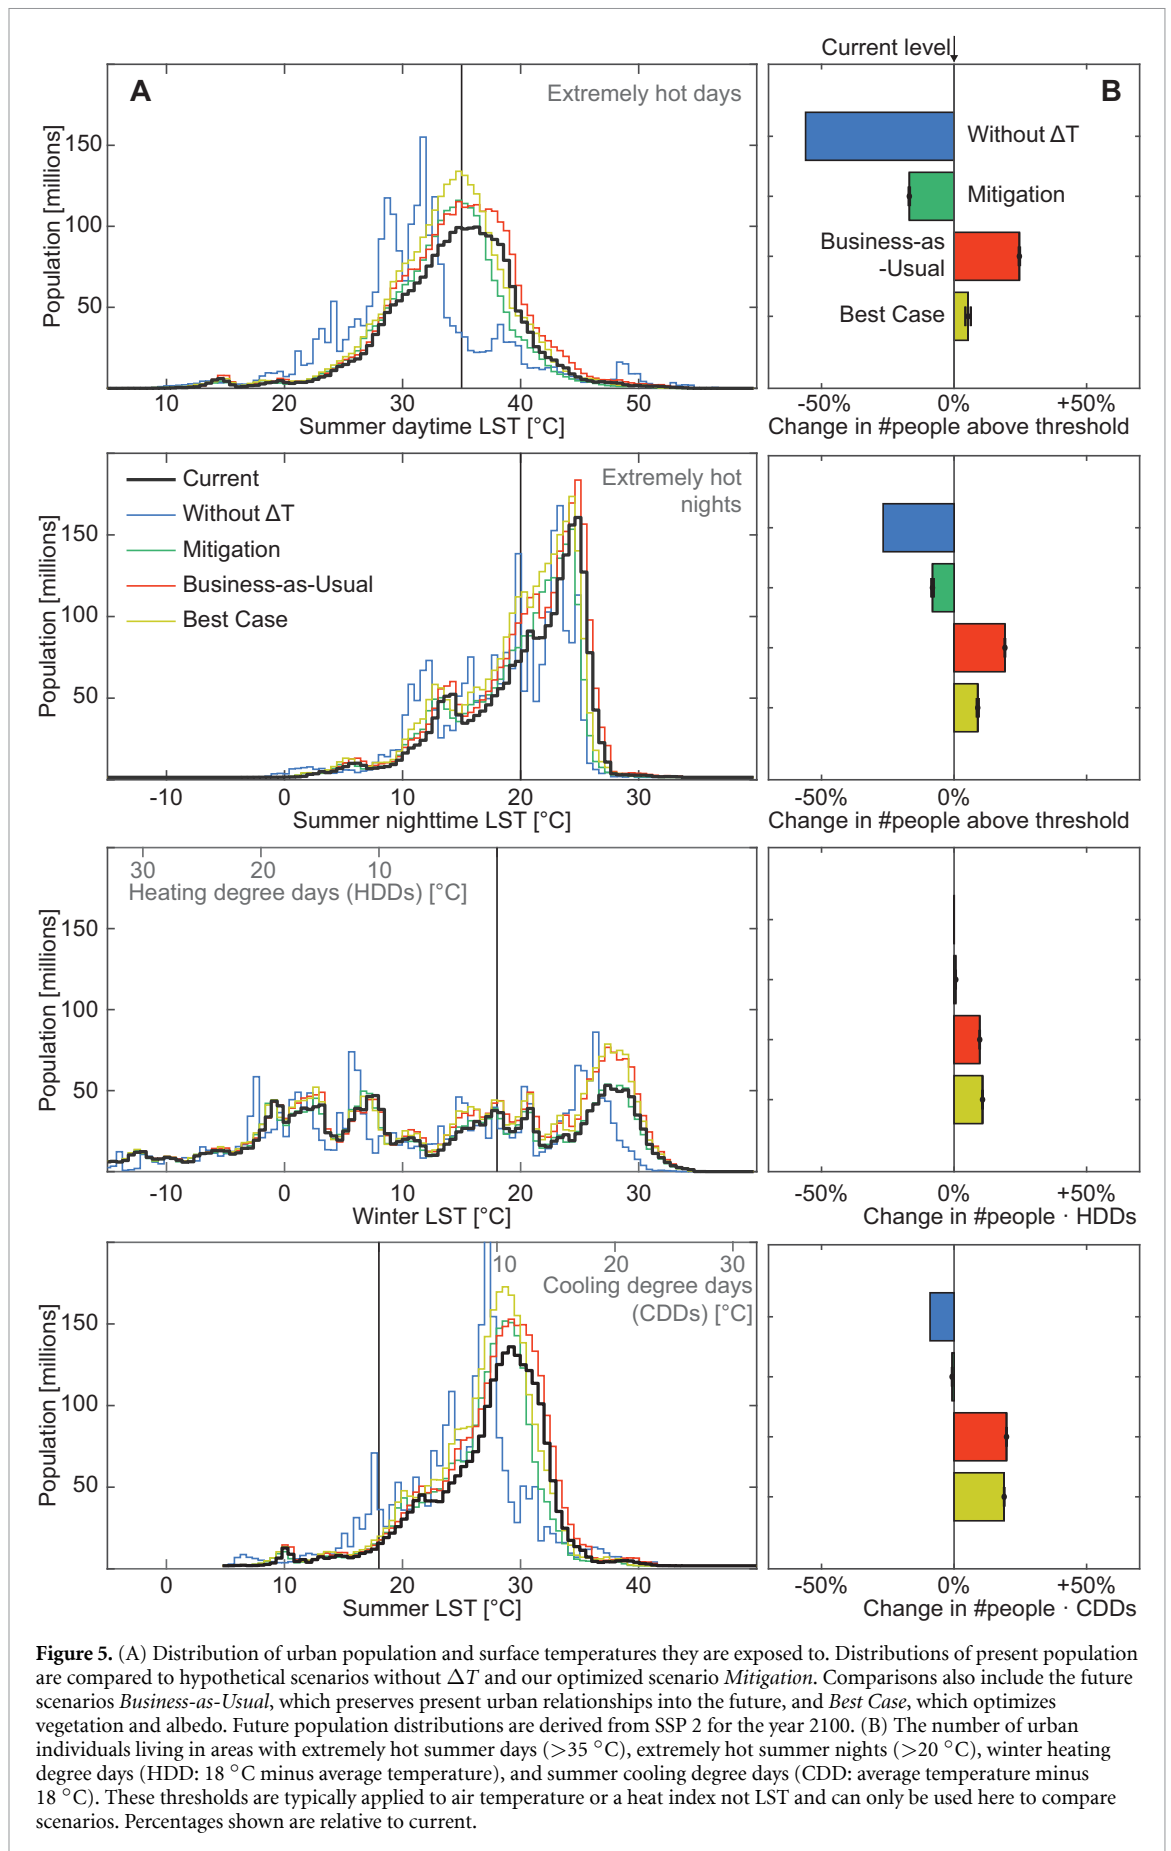 Current level
A
Extremely hot days
B
Population [millions]
150
100
50
10
20
30
40
50
Summer daytime LST [°C]
Without ΔT
Mitigation
Business-as
-Usual
Best Case
-50%
0%
+50%
Change in #people above threshold
Current
Without ΔT
Mitigation
Business-as-Usual
Best Case
Extremely hot
nights
Population [millions]
150
100
50
-10
0
10
20
30
Summer nighttime LST [°C]
-50%
0%
+50%
Change in #people above threshold
30
20
10
Heating degree days (HDDs) [°C]
Population [millions]
150
100
50
-10
0
10
20
30
Winter LST [°C]
-50%
0%
+50%
Change in #people · HDDs
10
20
30
Cooling degree days
(CDDs) [°C]
Population [millions]
150
100
50
0
10
20
30
40
Summer LST [°C]
-50%
0%
+50%
Change in #people · CDDs
Figure 5. (A) Distribution of urban population and surface temperatures they are exposed to. Distributions of present population
are compared to hypothetical scenarios without ΔT and our optimized scenario Mitigation. Comparisons also include the future
scenarios Business-as-Usual, which preserves present urban relationships into the future, and Best Case, which optimizes
vegetation and albedo. Future population distributions are derived from SSP 2 for the year 2100. (B) The number of urban
individuals living in areas with extremely hot summer days (>35 °C), extremely hot summer nights (>20 °C), winter heating
degree days (HDD: 18 °C minus average temperature), and summer cooling degree days (CDD: average temperature minus
18 °C). These thresholds are typically applied to air temperature or a heat index not LST and can only be used here to compare
scenarios. Percentages shown are relative to current.